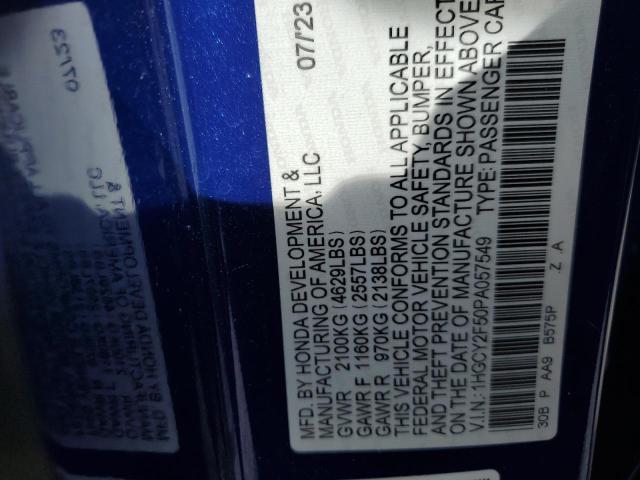 MFD. BY HONDA DEVELOPMENT & 07/23
MANUFACTURING OF AMERICA, LLC
GVWR 2100KG (4629LBS)
GAWR F 1160KG (2557LBS)
GAWR R 970KG (2138LBS)
THIS VEHICLE CONFORMS TO ALL APPLICABLE
FEDERAL MOTOR VEHICLE SAFETY, BUMPER,
AND THEFT PREVENTION STANDARDS IN EFFECT
ON THE DATE OF MANUFACTURE SHOWN ABOVE
V.I.N.: 1HGCY2F50PA057549 TYPE: PASSENGER CAR
30B P AA9 B575P Z .A